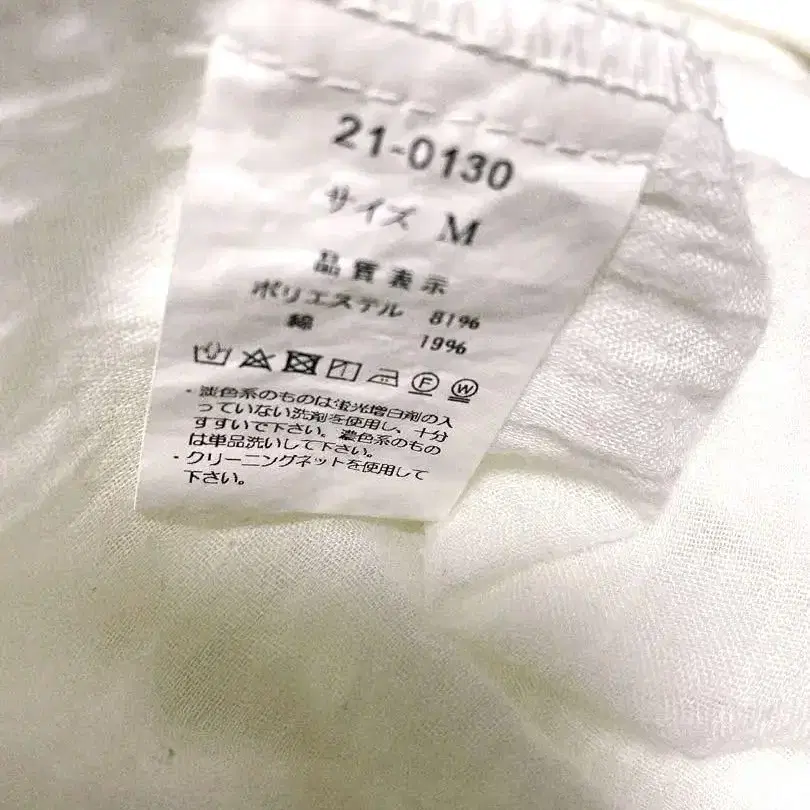 21-0130
サイズ M
品質表示
ポリエステル 81%
綿 19%
F W
・淡色系のものは蛍光増白剤の入
っていない洗剤を使用し、十分
すすいで下さい。濃色系のもの
は単品洗いして下さい。
・クリーニングネットを使用して
下さい。